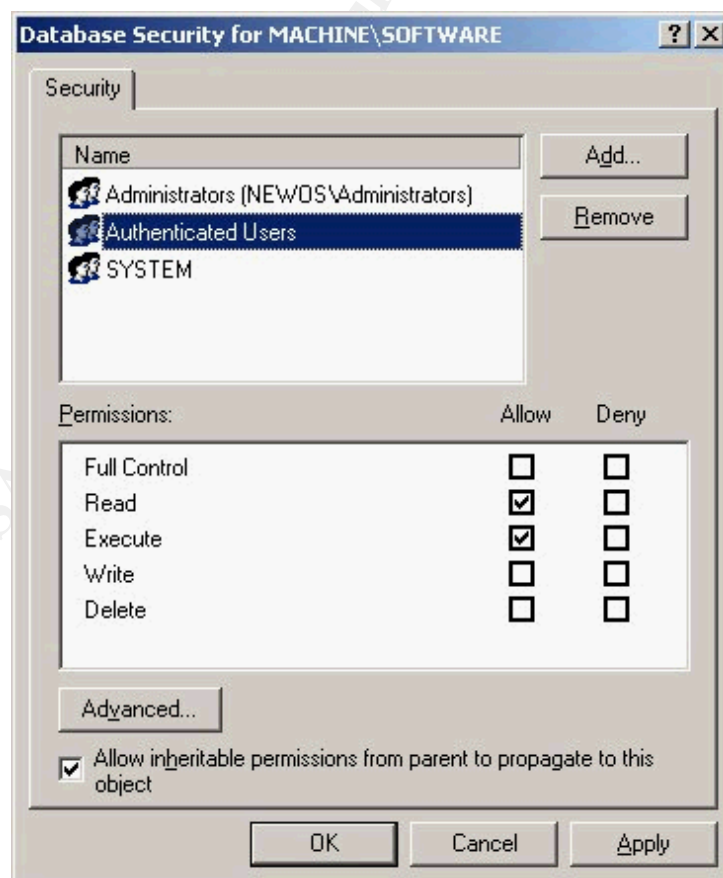 Database Security for MACHINE\SOFTWARE
Security
Name
Administrators (NEWOS\Administrators)
Authenticated Users
SYSTEM
Add...
Remove
Permissions:
Allow
Deny
Full Control
Read
Execute
Write
Delete
Advanced...
Allow inheritable permissions from parent to propagate to this
object
OK
Cancel
Apply